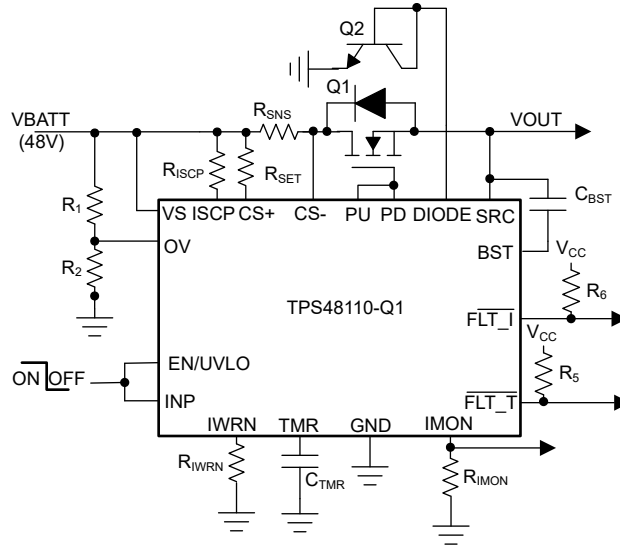 Q2
Q1
VBATT
(48V)
RSNS
VOUT
RISCP
RSET
CBST
R1
VS ISCP CS+ CS- PU PD DIODE SRC
OV
BST
R2
VCC
TPS48110-Q1
R6
FLT_I
VCC
ON OFF
EN/UVLO
R5
INP
FLT_T
IWRN TMR GND IMON
RIWRN
CTMR
RIMON